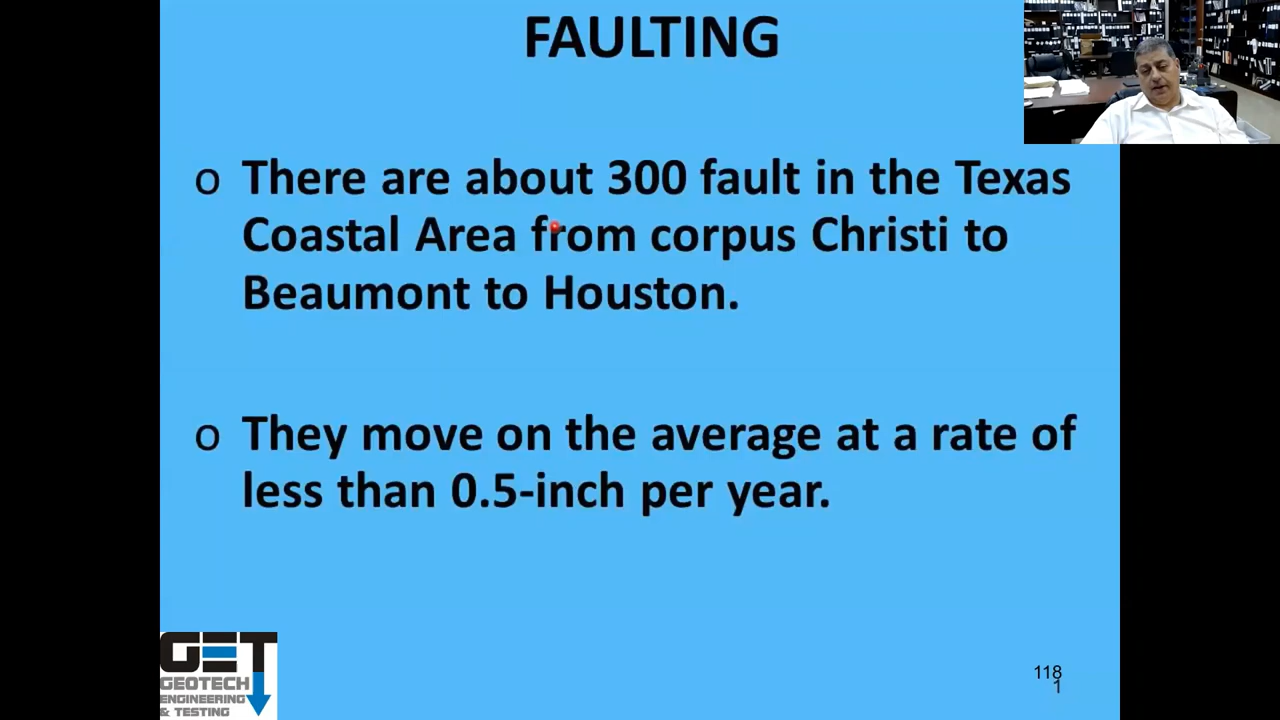 FAULTING
o There are about 300 fault in the Texas
Coastal Area from corpus Christi to
Beaumont to Houston.
o They move on the average at a rate of
less than 0.5-inch per year.
GET
GEOTECH
ENGINEERING
& TESTING
118
1